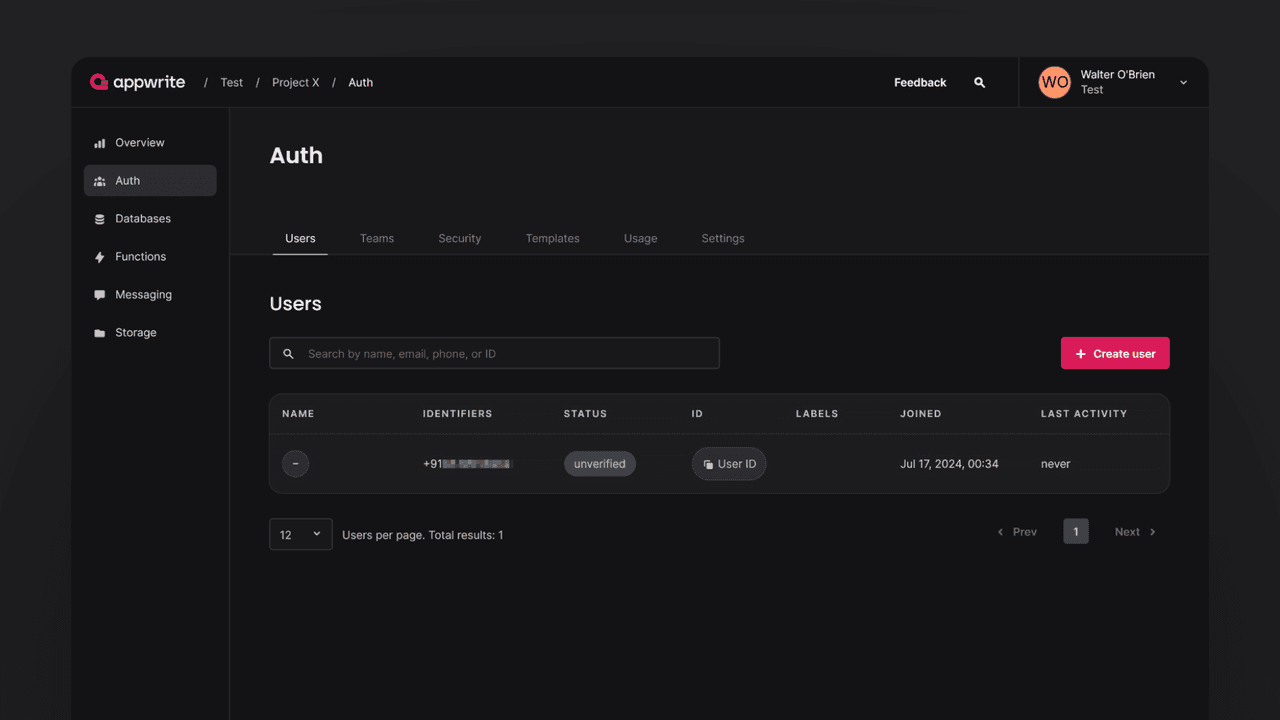 appwrite / Test / Project X / Auth Feedback WO Walter O'Brien
Test
Overview
Auth
Databases
Functions
Messaging
Storage
Auth
Users Teams Security Templates Usage Settings
Users
Search by name, email, phone, or ID
+ Create user
NAME IDENTIFIERS STATUS ID LABELS JOINED LAST ACTIVITY
– +91 unverified User ID Jul 17, 2024, 00:34 never
12 Users per page. Total results: 1 Prev 1 Next